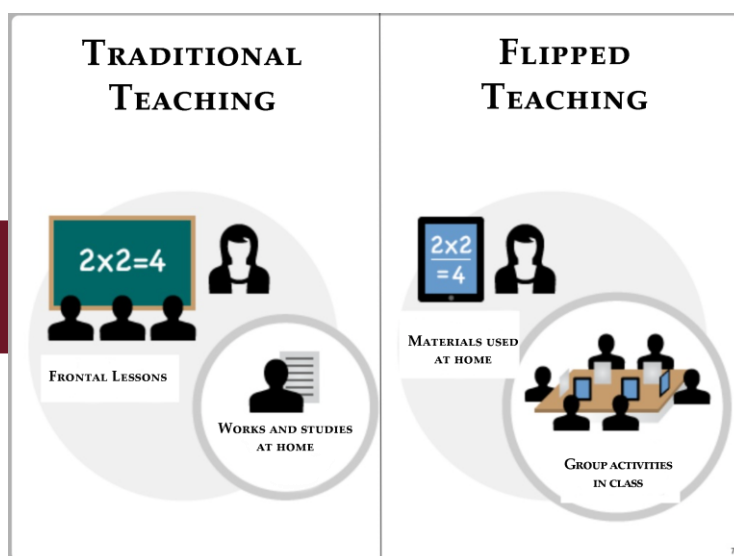 TRADITIONAL
TEACHING
2x2=4
FRONTAL LESSONS
WORKS AND STUDIES
AT HOME
FLIPPED
TEACHING
2x2
=4
MATERIALS USED
AT HOME
GROUP ACTIVITIES
IN CLASS